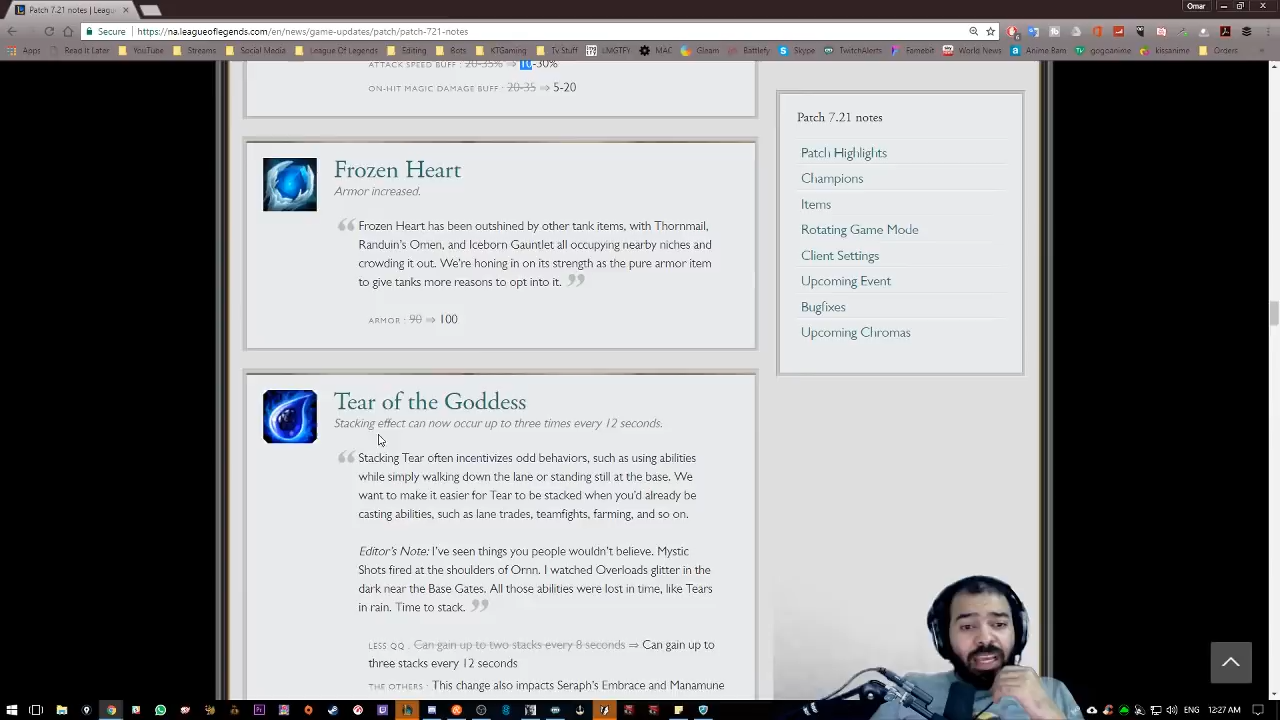 Patch 7.21 notes | Leagu
Omar
Secure
https://na.leagueoflegends.com/en/news/game-updates/patch/patch-721-notes
Apps
Read It Later
YouTube
Streams
Social Media
League Of Legends
Editing
Bots
KTGaming
Tv Stuff
LMGTFY
MAC
Gleam
Battlefy
Skype
TwitchAlerts
Famebit
World News
Anime Bam
gogoanime
kissanime
Orders
ATTACK SPEED BUFF : 20-35% ⇒ 10-30%
ON-HIT MAGIC DAMAGE BUFF : 20-35 ⇒ 5-20
Frozen Heart
Armor increased.
Frozen Heart has been outshined by other tank items, with Thornmail,
Randuin's Omen, and Iceborn Gauntlet all occupying nearby niches and
crowding it out. We're honing in on its strength as the pure armor item
to give tanks more reasons to opt into it.
ARMOR : 90 ⇒ 100
Tear of the Goddess
Stacking effect can now occur up to three times every 12 seconds.
Stacking Tear often incentivizes odd behaviors, such as using abilities
while simply walking down the lane or standing still at the base. We
want to make it easier for Tear to be stacked when you'd already be
casting abilities, such as lane trades, teamfights, farming, and so on.
Editor's Note: I've seen things you people wouldn't believe. Mystic
Shots fired at the shoulders of Ornn. I watched Overloads glitter in the
dark near the Base Gates. All those abilities were lost in time, like Tears
in rain. Time to stack.
LESS QQ : Can gain up to two stacks every 8 seconds ⇒ Can gain up to
three stacks every 12 seconds
THE OTHERS : This change also impacts Seraph's Embrace and Manamune
Patch 7.21 notes
Patch Highlights
Champions
Items
Rotating Game Mode
Client Settings
Upcoming Event
Bugfixes
Upcoming Chromas
ENG
12:27 AM